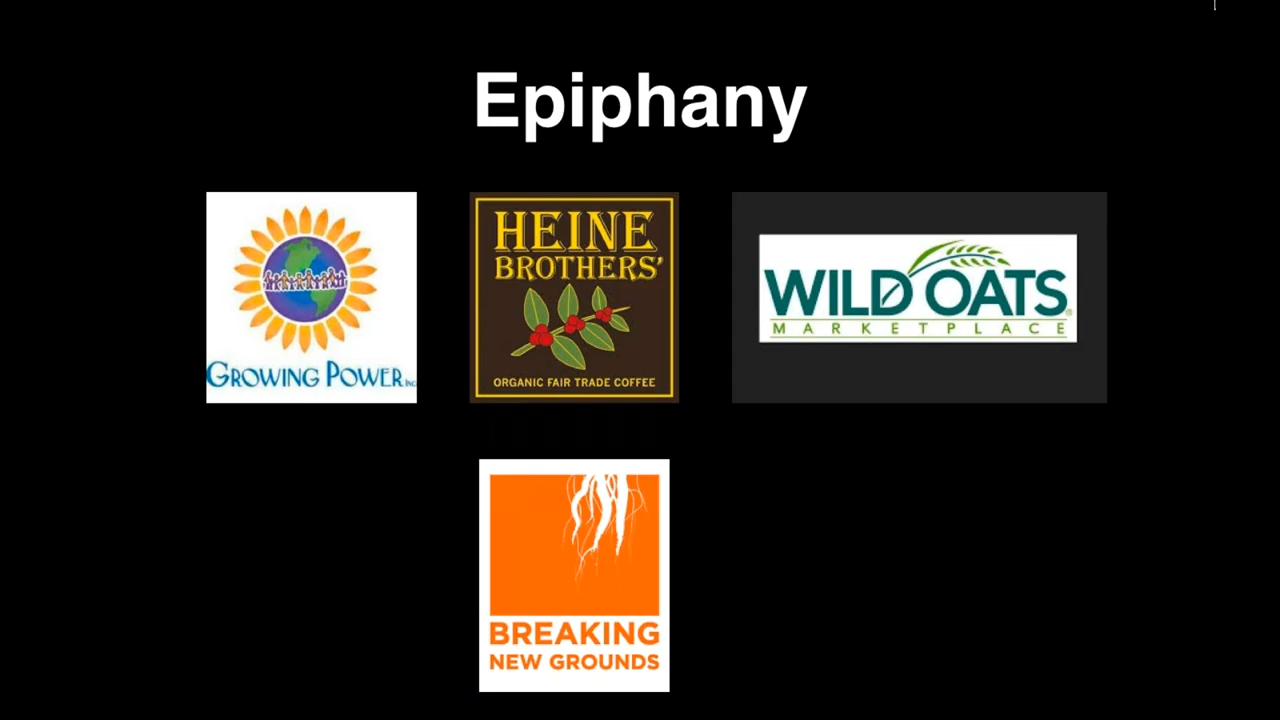 Epiphany
GROWING POWER, INC
HEINE
BROTHERS'
ORGANIC FAIR TRADE COFFEE
WILD OATS®
MARKETPLACE
BREAKING
NEW GROUNDS